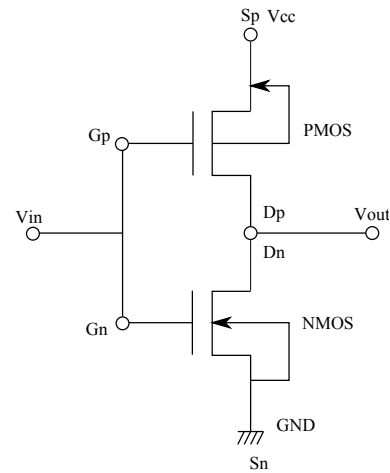 Sp Vcc
Gp
PMOS
Vin
Dp
Vout
Dn
Gn
NMOS
GND
Sn